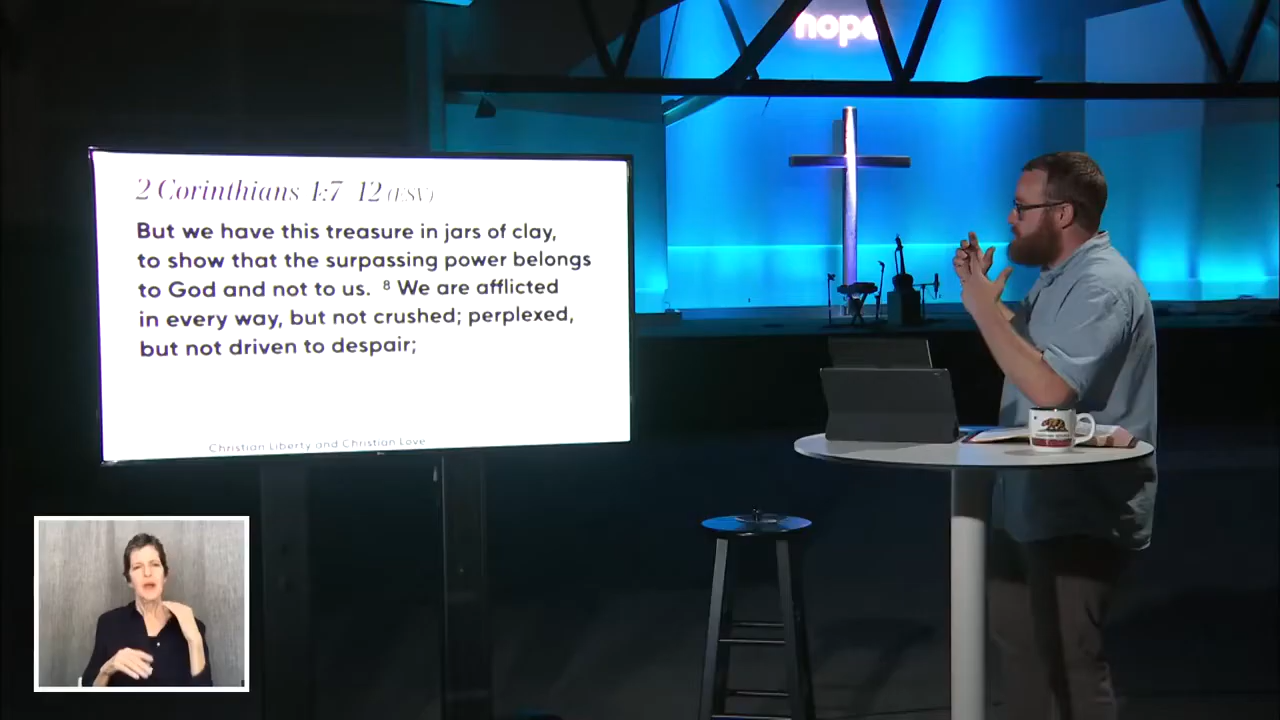 hope
2 Corinthians 4:7 12 (ESV)
But we have this treasure in jars of clay,
to show that the surpassing power belongs
to God and not to us. ⁸ We are afflicted
in every way, but not crushed; perplexed,
but not driven to despair;
Christian Liberty and Christian Love